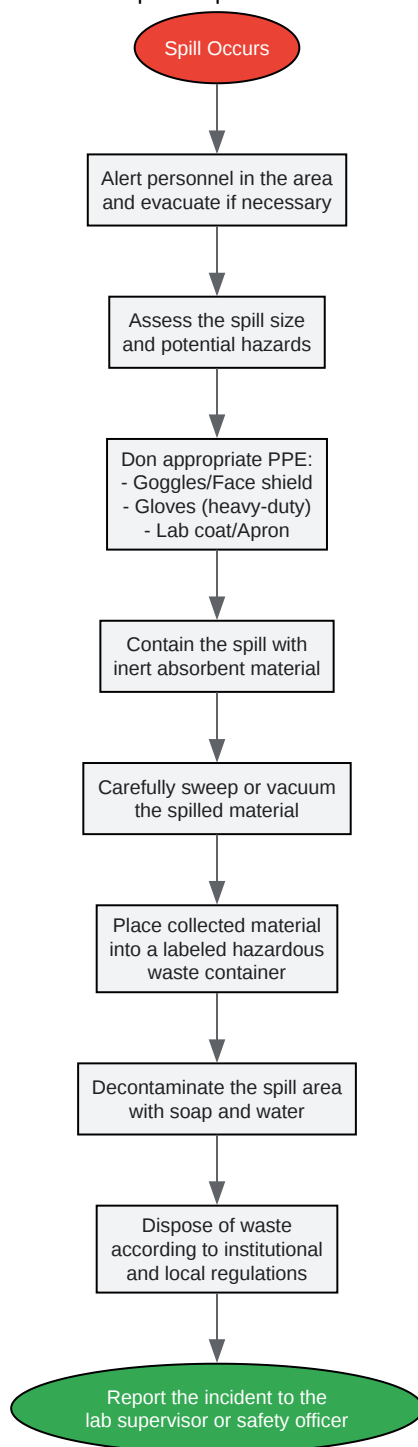 Spill Occurs
Alert personnel in the area
and evacuate if necessary
Assess the spill size
and potential hazards
Don appropriate PPE:
- Goggles/Face shield
- Gloves (heavy-duty)
- Lab coat/Apron
Contain the spill with
inert absorbent material
Carefully sweep or vacuum
the spilled material
Place collected material
into a labeled hazardous
waste container
Decontaminate the spill area
with soap and water
Dispose of waste
according to institutional
and local regulations
Report the incident to the
lab supervisor or safety officer